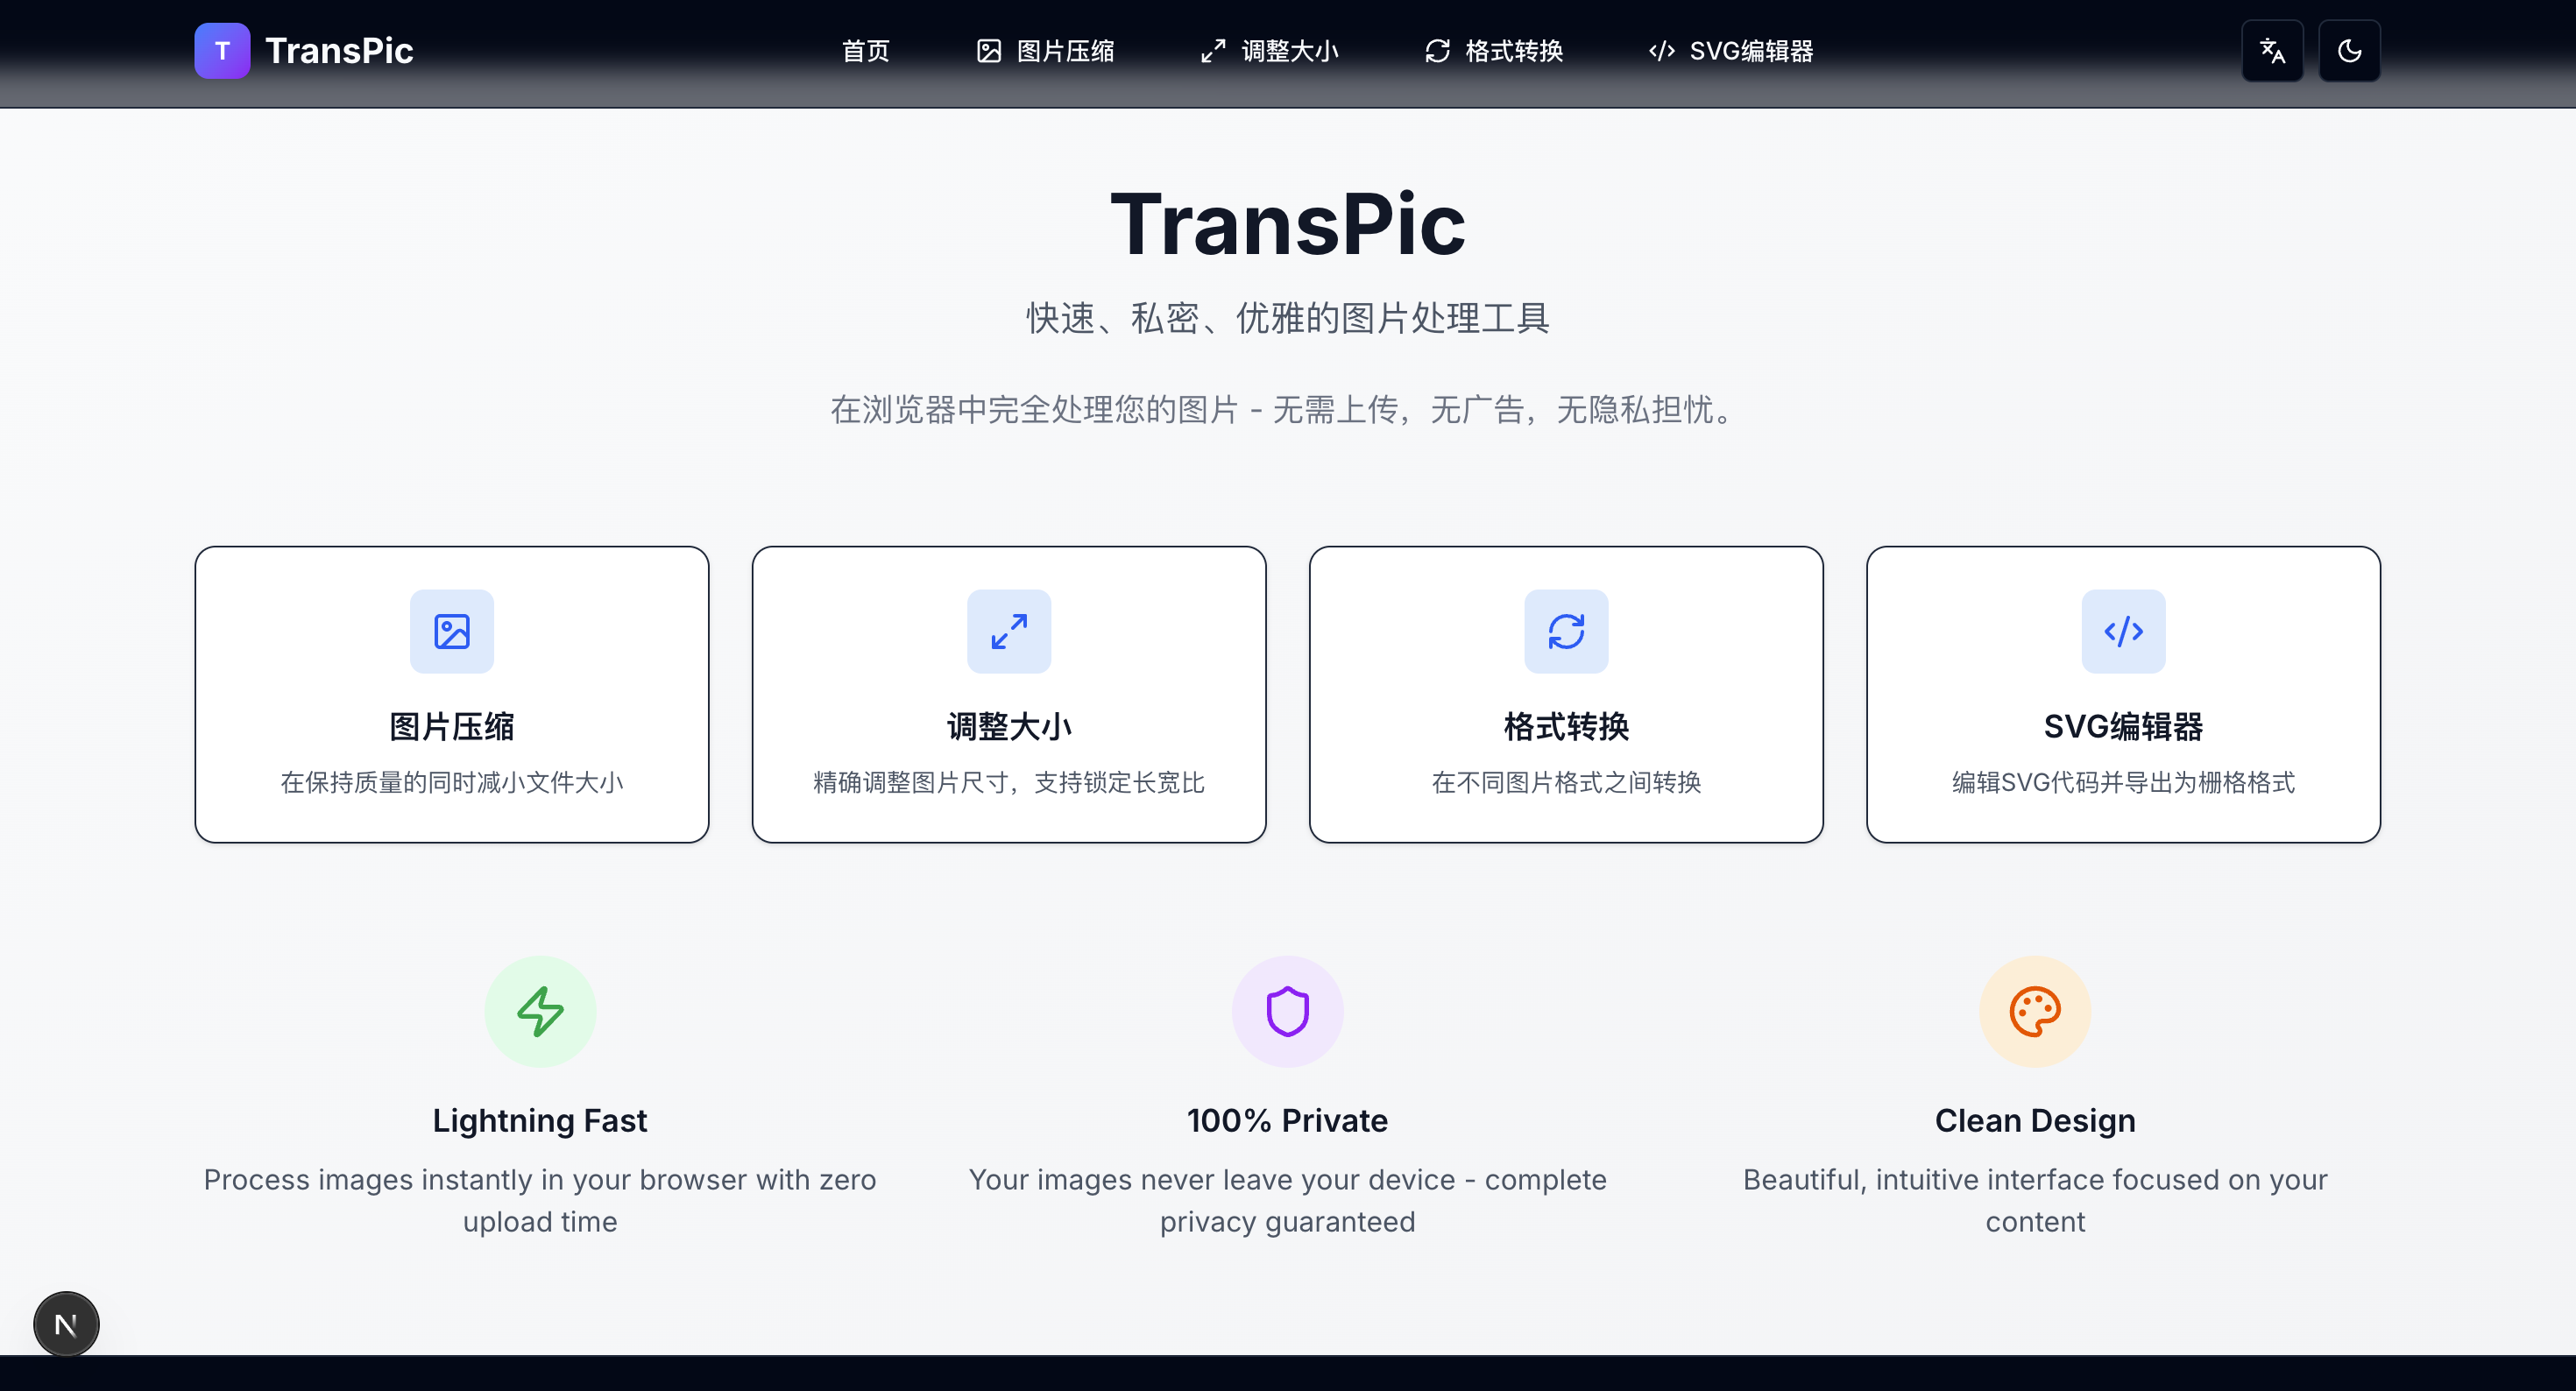 T TransPic
首页 图片压缩 调整大小 格式转换 SVG编辑器
TransPic
快速、私密、优雅的图片处理工具
在浏览器中完全处理您的图片 - 无需上传，无广告，无隐私担忧。
图片压缩
在保持质量的同时减小文件大小
调整大小
精确调整图片尺寸，支持锁定长宽比
格式转换
在不同图片格式之间转换
SVG编辑器
编辑SVG代码并导出为栅格格式
Lightning Fast
Process images instantly in your browser with zero
upload time
100% Private
Your images never leave your device - complete
privacy guaranteed
Clean Design
Beautiful, intuitive interface focused on your
content
N